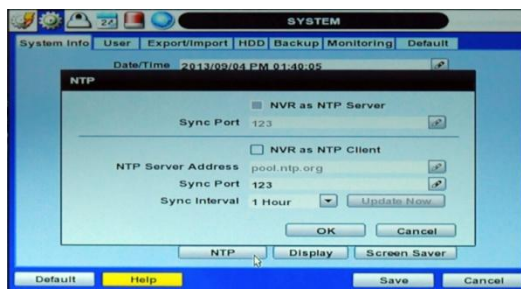 SYSTEM
System Info User Export/Import HDD Backup Monitoring Default
Date/Time 2013/09/04 PM 01:40:05
NTP
NVR as NTP Server
Sync Port 123
NVR as NTP Client
NTP Server Address pool.ntp.org
Sync Port 123
Sync Interval 1 Hour Update Now
OK Cancel
NTP Display Screen Saver
Default Help Save Cancel